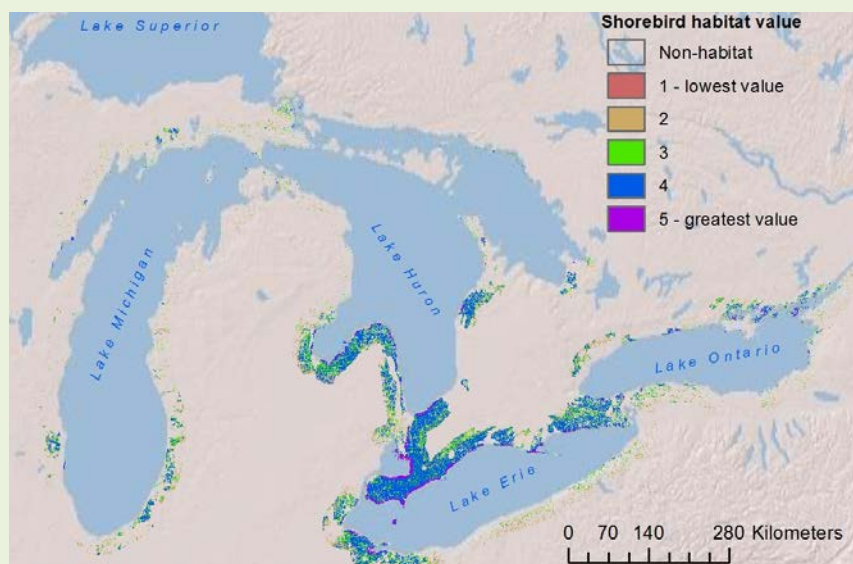 Lake Superior
Shorebird habitat value
Non-habitat
1 - lowest value
2
3
4
5 - greatest value
Lake Michigan
Lake Huron
Lake Ontario
Lake Erie
0 70 140 280 Kilometers